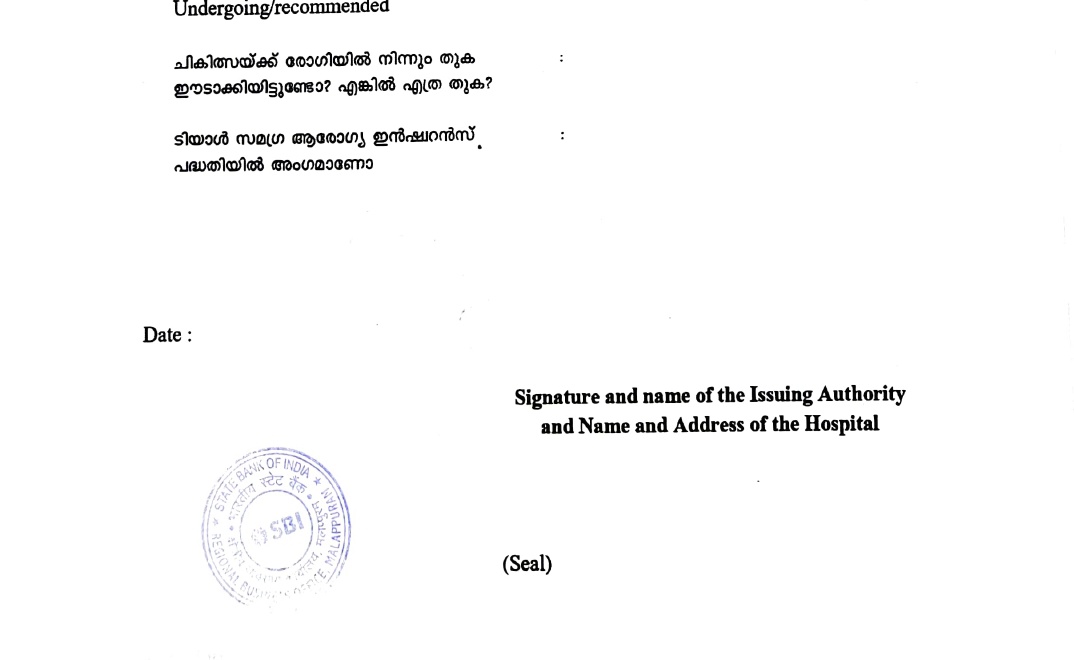 Undergoing/recommended
ചികിത്സയ്ക്ക് രോഗിയിൽ നിന്നും തുക :
ഈടാക്കിയിട്ടുണ്ടോ? എങ്കിൽ എത്ര തുക?
ടിയാൾ സമഗ്ര ആരോഗ്യ ഇൻഷുറൻസ് :
പദ്ധതിയിൽ അംഗമാണോ
Date :
Signature and name of the Issuing Authority
and Name and Address of the Hospital
STATE BANK OF INDIA
भारतीय स्टेट बैंक
SBI
REGIONAL BUSINESS OFFICE, MALAPPURAM
(Seal)